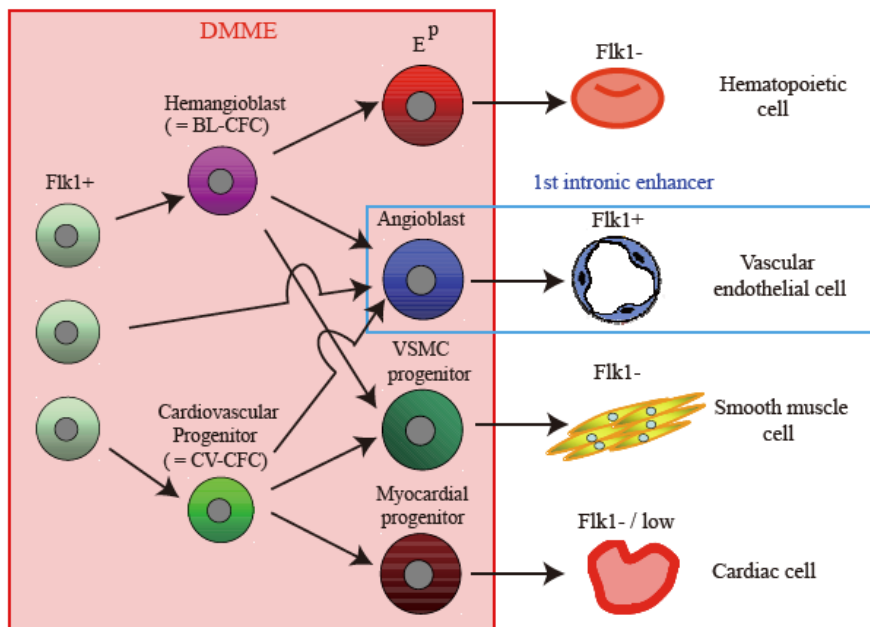 DMME
E p
Flk1-
Hematopoietic
cell
Hemangioblast
( = BL-CFC)
Flk1+
1st intronic enhancer
Angioblast
Flk1+
Vascular
endothelial cell
VSMC
progenitor
Flk1-
Smooth muscle
cell
Cardiovascular
Progenitor
( = CV-CFC)
Myocardial
progenitor
Flk1- / low
Cardiac cell